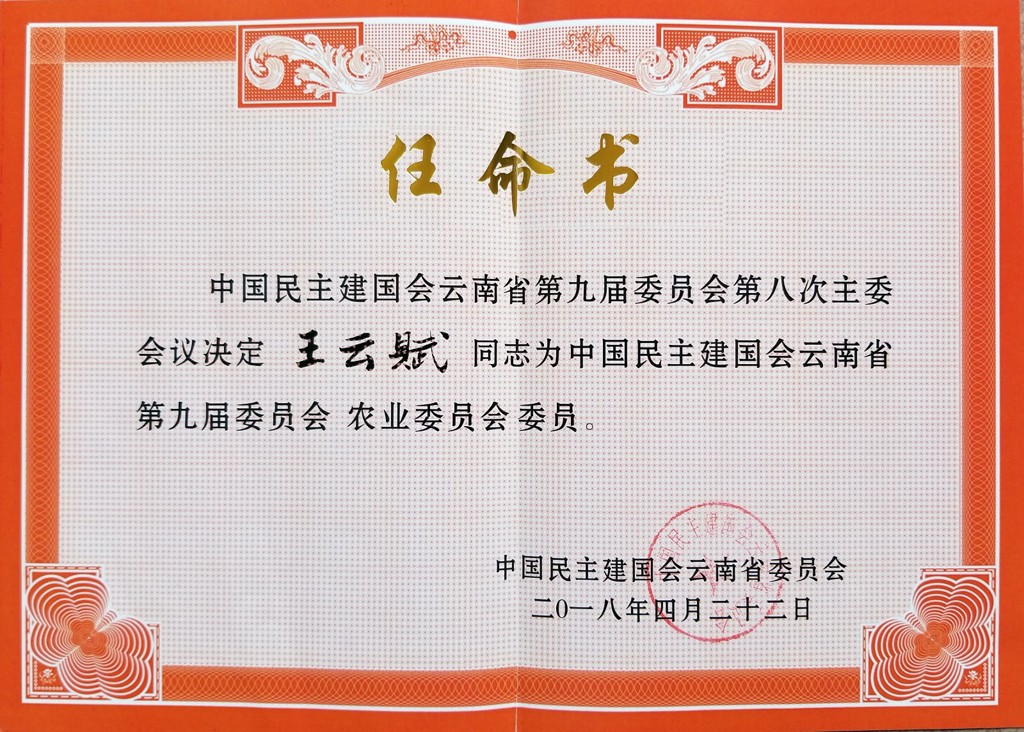 任命书
中国民主建国会云南省第九届委员会第八次主委
会议决定 王云赋 同志为中国民主建国会云南省
第九届委员会 农业委员会 委员。
中国民主建国会云南省委员会
二〇一八年四月二十二日